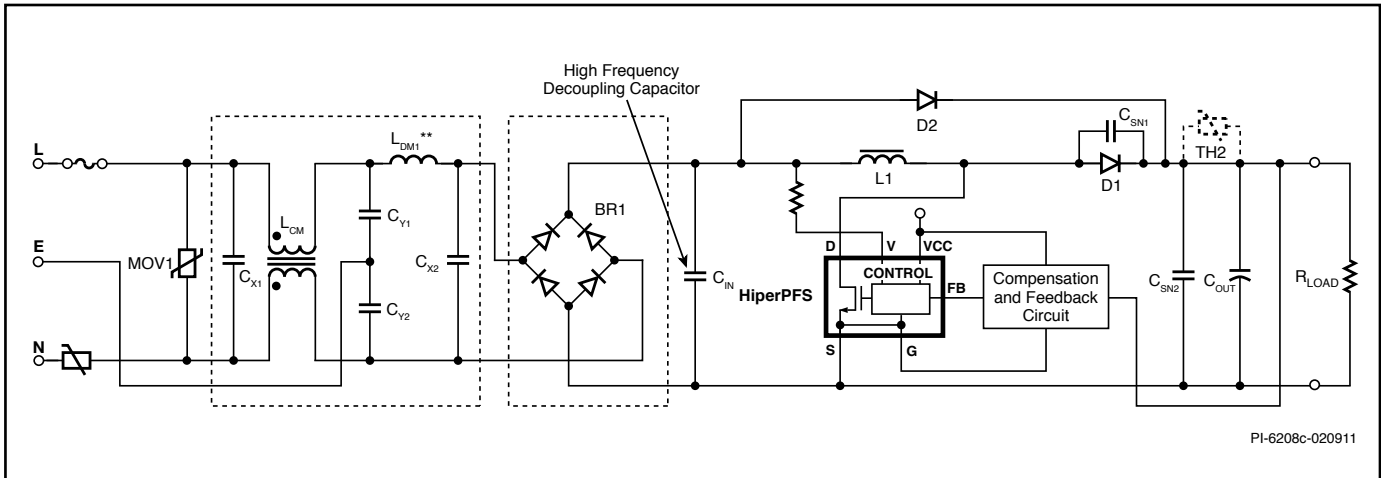 High Frequency
Decoupling Capacitor
L
E
N
MOV1
CX1
LCM
CY1
CY2
LDM1**
CX2
BR1
CIN
D2
L1
CSN1
D1
TH2
D
V
VCC
CONTROL
HiperPFS
FB
S
G
Compensation
and Feedback
Circuit
CSN2
COUT
RLOAD
PI-6208c-020911